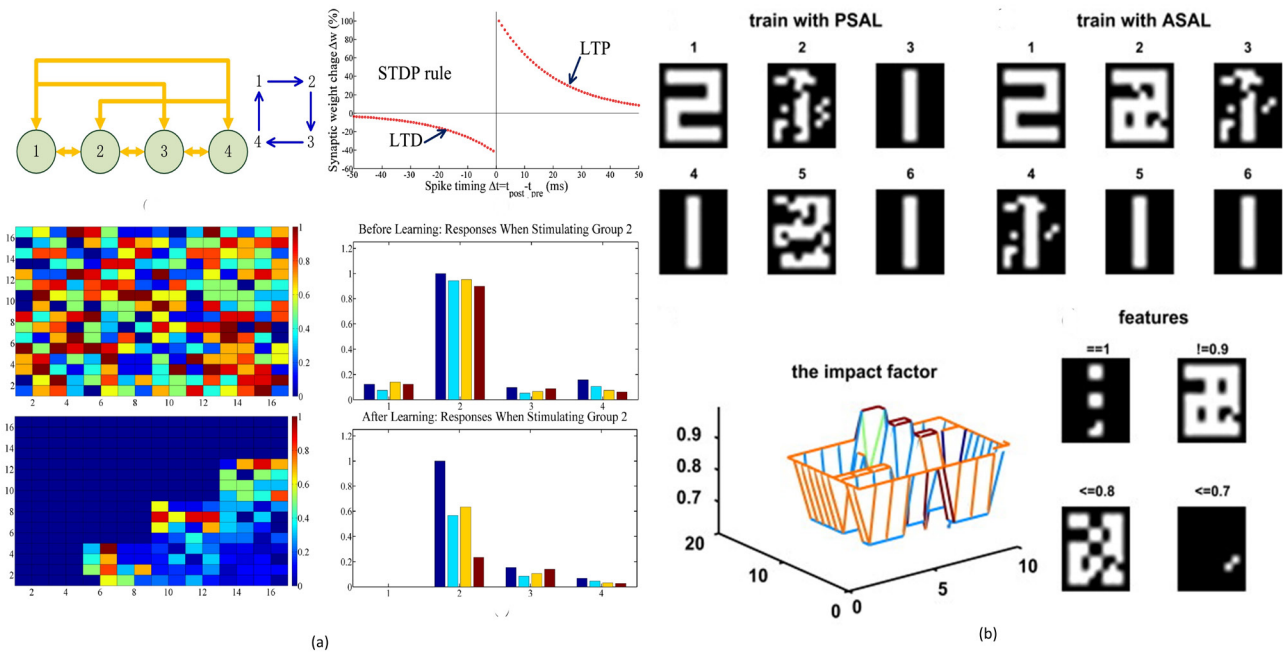 1 2 3 4
1 2
4 3
100
80
60
40
20
0
-20
-40
-60
Synaptic weight chage Δw (%)
STDP rule
LTP
LTD
-50 -40 -30 -20 -10 0 10 20 30 40 50
Spike timing Δt=tpost-tpre (ms)
16
14
12
10
8
6
4
2
2 4 6 8 10 12 14 16
1
0.8
0.6
0.4
0.2
0
Before Learning: Responses When Stimulating Group 2
1.2
1
0.8
0.6
0.4
0.2
0
1 2 3 4
16
14
12
10
8
6
4
2
2 4 6 8 10 12 14 16
1
0.8
0.6
0.4
0.2
0
After Learning: Responses When Stimulating Group 2
1.2
1
0.8
0.6
0.4
0.2
0
1 2 3 4
(a)
train with PSAL
1 2 3
4 5 6
train with ASAL
1 2 3
4 5 6
the impact factor
0.9
0.8
0.7
20
10
0
0
5
10
features
==1 !=0.9
<=0.8 <=0.7
(b)